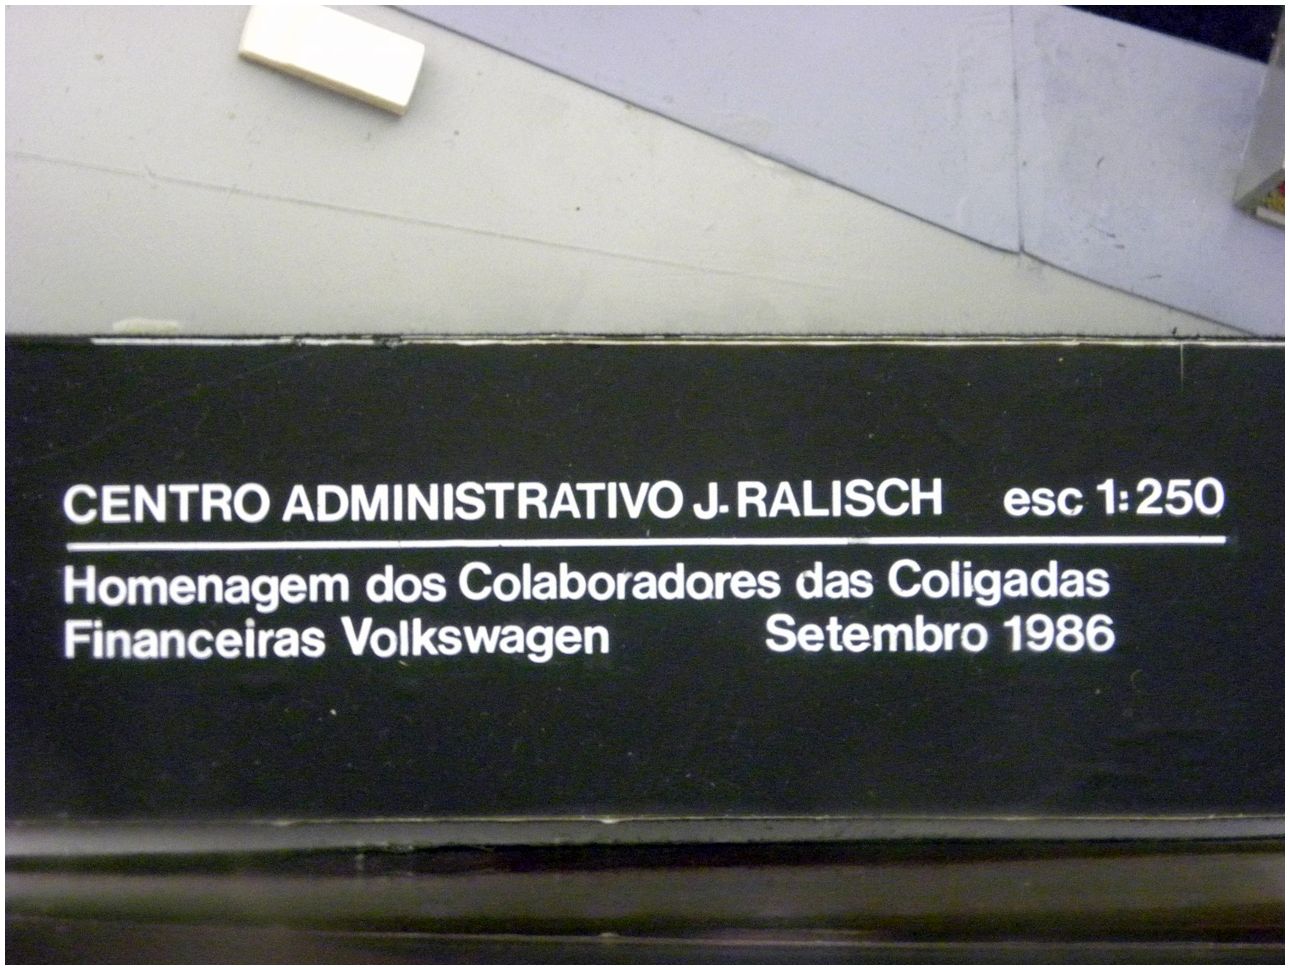 CENTRO ADMINISTRATIVO J. RALISCH esc 1:250
Homenagem dos Colaboradores das Coligadas
Financeiras Volkswagen Setembro 1986